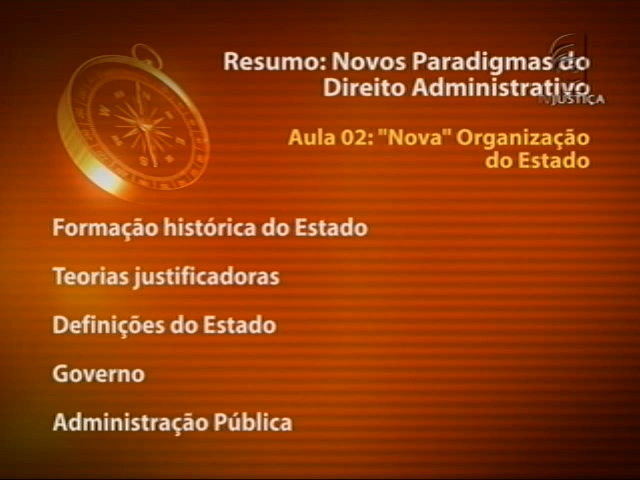 Resumo: Novos Paradigmas do
Direito Administrativo
TV JUSTIÇA
Aula 02: "Nova" Organização
do Estado
Formação histórica do Estado
Teorias justificadoras
Definições do Estado
Governo
Administração Pública